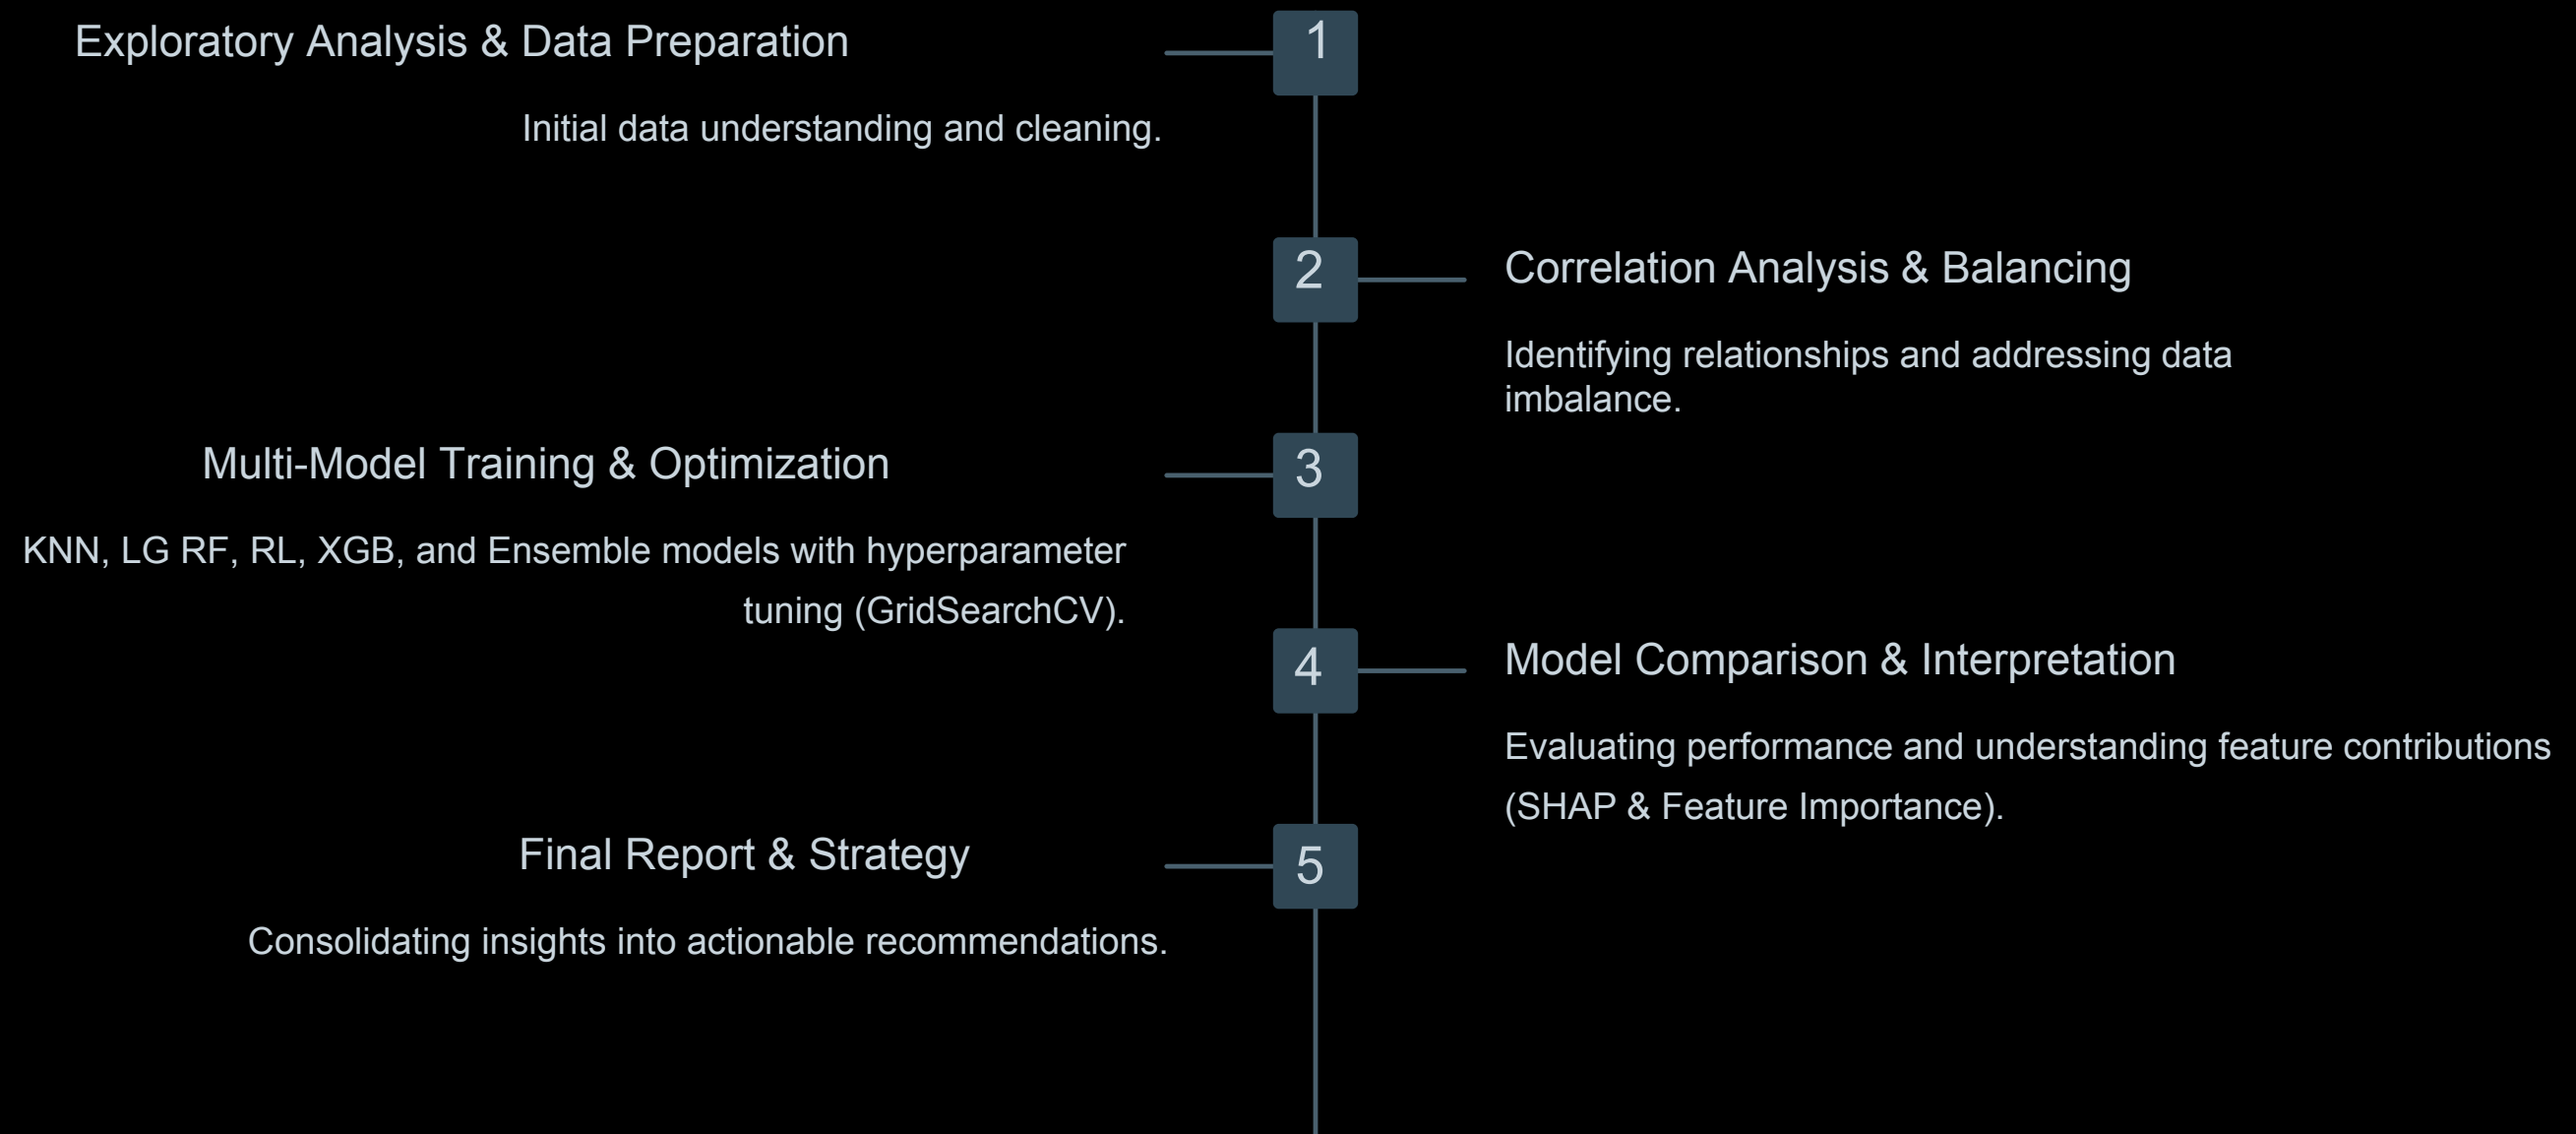 Exploratory Analysis & Data Preparation
1
Initial data understanding and cleaning.
2
Correlation Analysis & Balancing
Identifying relationships and addressing data
imbalance.
Multi-Model Training & Optimization
3
KNN, LG RF, RL, XGB, and Ensemble models with hyperparameter
tuning (GridSearchCV).
4
Model Comparison & Interpretation
Evaluating performance and understanding feature contributions
(SHAP & Feature Importance).
Final Report & Strategy
5
Consolidating insights into actionable recommendations.